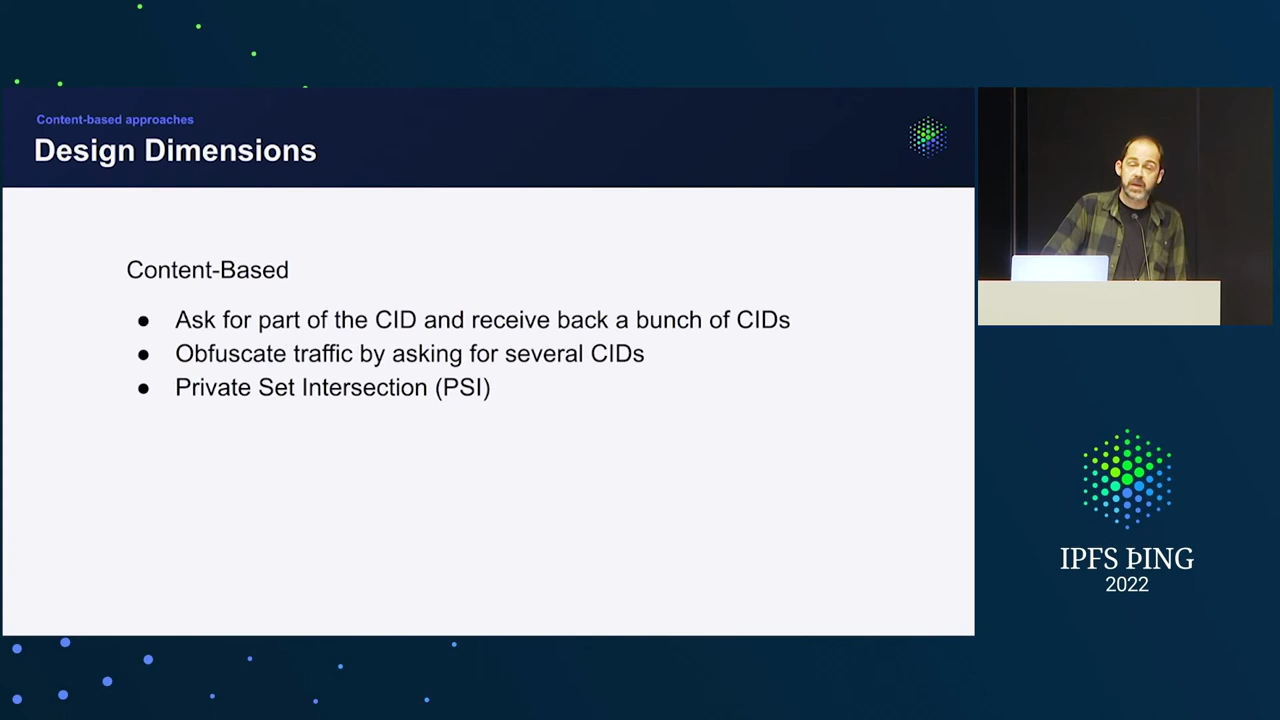 Content-based approaches
Design Dimensions
Content-Based
● Ask for part of the CID and receive back a bunch of CIDs
● Obfuscate traffic by asking for several CIDs
● Private Set Intersection (PSI)
IPFS ÞING
2022